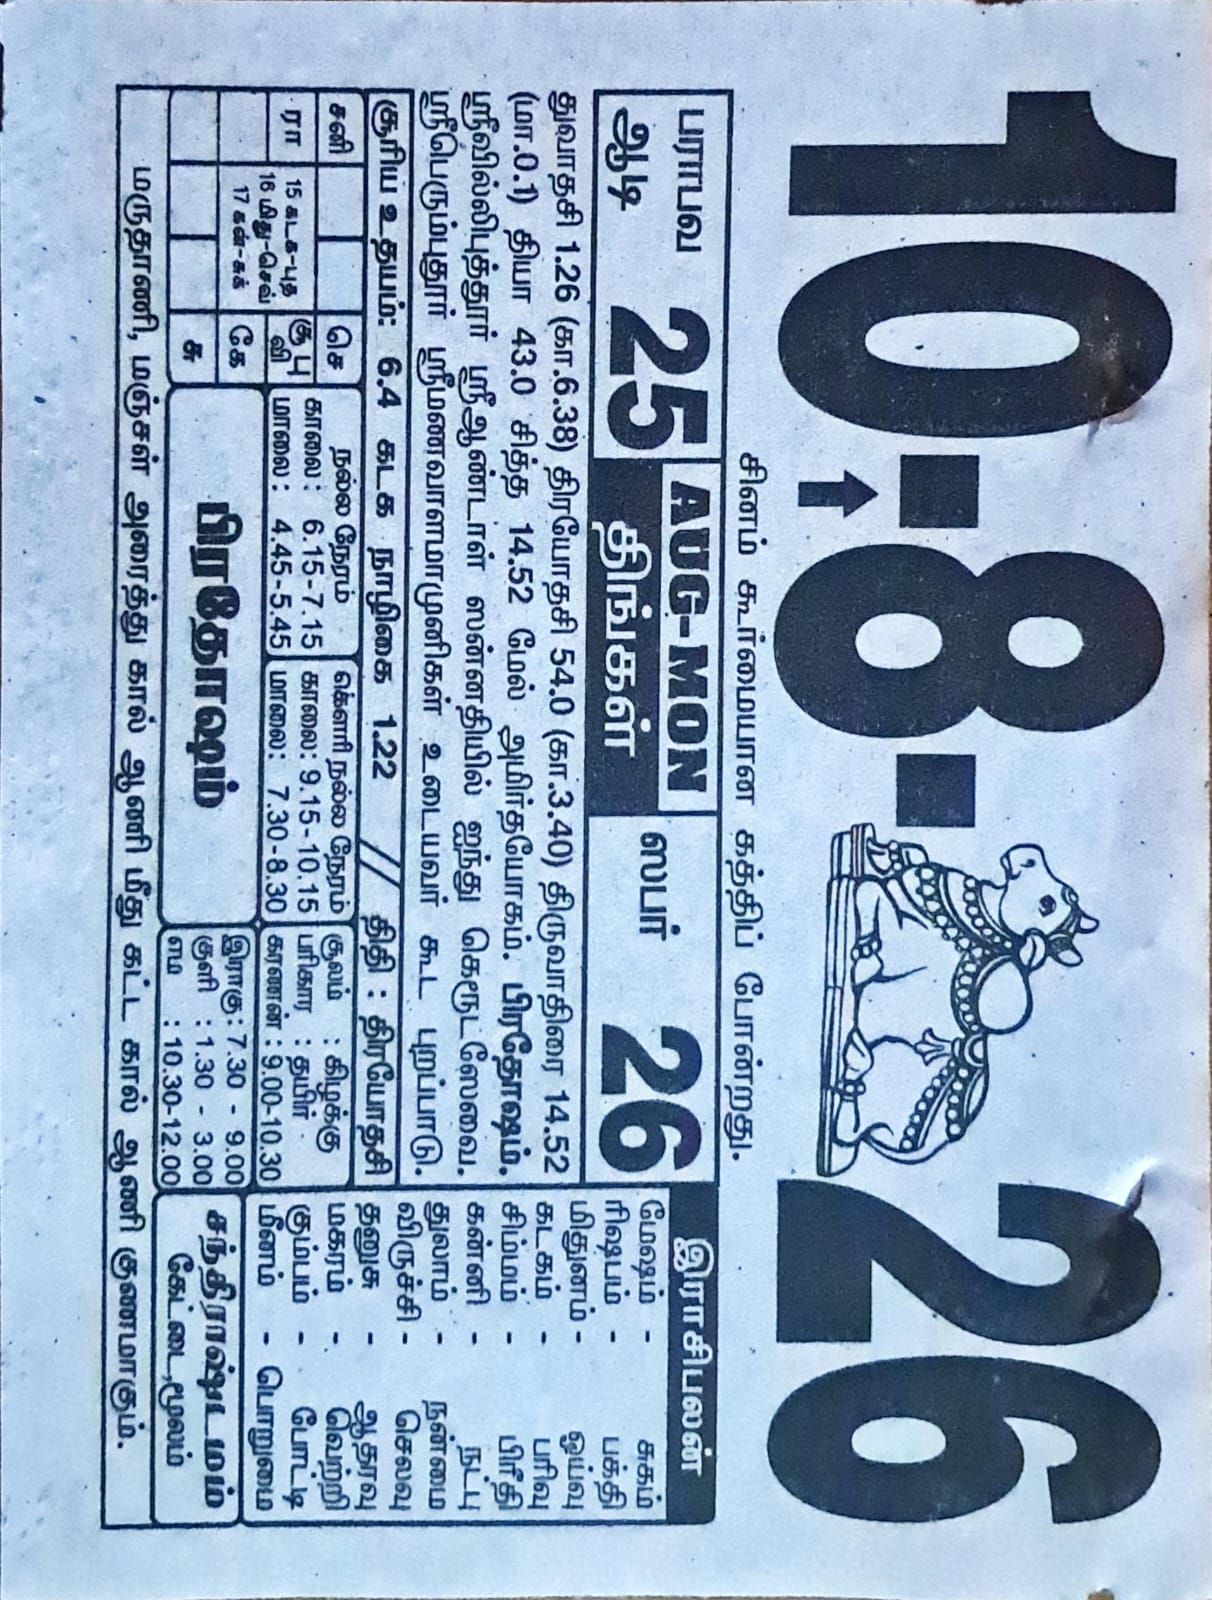 10-8-26
சினம் கூர்மையான கத்திப் போன்றது.
பராபவ
ஆடி 25
AUG-MON
திங்கள்
ஸபர் 26
துவாதசி 1.26 (கா.6.38) திரயோதசி 54.0 (கா.3.40) திருவாதிரை 14.52
(மா.0.1) தியா 43.0 சித்த 14.52 மேல் அமிர்தயோகம். பிரதோஷம்.
ஸ்ரீவில்லிபுத்தூர் ஸ்ரீஆண்டாள் ஸன்னதியில் ஐந்து கெருடஸேவை.
ஸ்ரீபெரும்புதூர் ஸ்ரீமணவாளமாமுனிகள் உடையவர் கூட புறப்பாடு.
சூரிய உதயம்: 6.4 கடக நாழிகை 1.22 // திதி : திரயோதசி
சனி செ
ரா சூ பு
வி
கே
சு
15 கடக-புத
16 மிது-செவ்
17 கன்-சுக்
நல்ல நேரம்
காலை: 6.15-7.15
மாலை: 4.45-5.45
கௌரி நல்ல நேரம்
காலை: 9.15-10.15
மாலை: 7.30-8.30
சூலம் : கிழக்கு
பரிகார : தயிர்
கரணன் : 9.00-10.30
பிரதோஷம்
இராகு : 7.30 - 9.00
குளி : 1.30 - 3.00
எம : 10.30-12.00
இராசிபலன்
மேஷம் - சுகம்
ரிஷபம் - பக்தி
மிதுனம் - ஓய்வு
கடகம் - பரிவு
சிம்மம் - பிரீதி
கன்னி - நட்பு
துலாம் - நன்மை
விருச்சி - செலவு
தனுசு - ஆதரவு
மகரம் - வெற்றி
கும்பம் - போட்டி
மீனம் - பொறுமை
சந்திராஷ்டமம்
கேட்டை,மூலம்
மருதாணி, மஞ்சள் அரைத்து கால் ஆணி மீது கட்ட கால் ஆணி குணமாகும்.